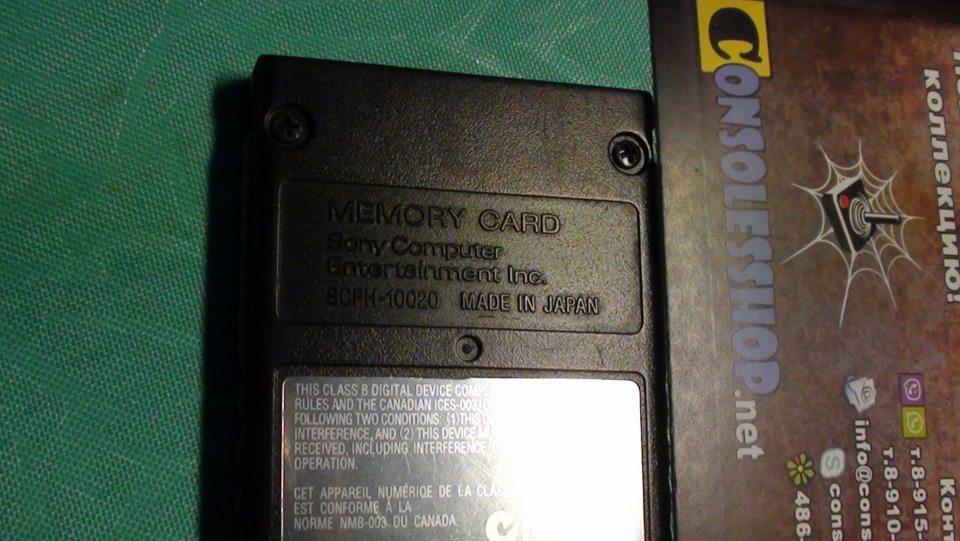 MEMORY CARD
Sony Computer
Entertainment Inc.
SCPH-10020 MADE IN JAPAN
THIS CLASS B DIGITAL DEVICE
RULES AND THE CANADIAN ICES-003.
FOLLOWING TWO CONDITIONS: (1) THIS
INTERFERENCE, AND (2) THIS DEVICE
RECEIVED, INCLUDING INTERFERENCE
OPERATION.
CET APPAREIL NUMÉRIQUE DE LA
EST CONFORME À LA
NORME NMB-003 DU CANADA.
CONSOLESSHOP.net
КОЛЛЕКЦИЮ!
т.8-915-
т.8-910-
info@cons
cons
486-